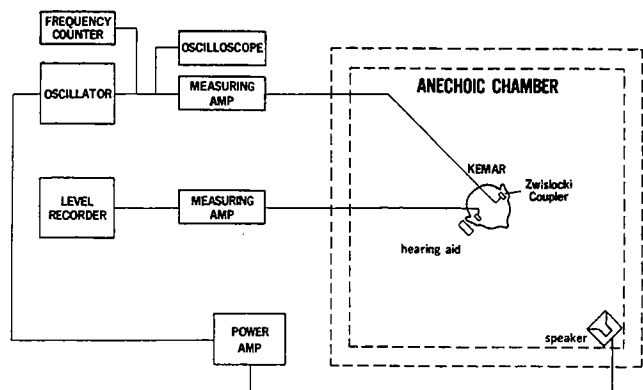 FREQUENCY
COUNTER
OSCILLOSCOPE
OSCILLATOR
MEASURING
AMP
ANECHOIC CHAMBER
KEMAR
Zwislocki
Coupler
LEVEL
RECORDER
MEASURING
AMP
hearing aid
POWER
AMP
speaker